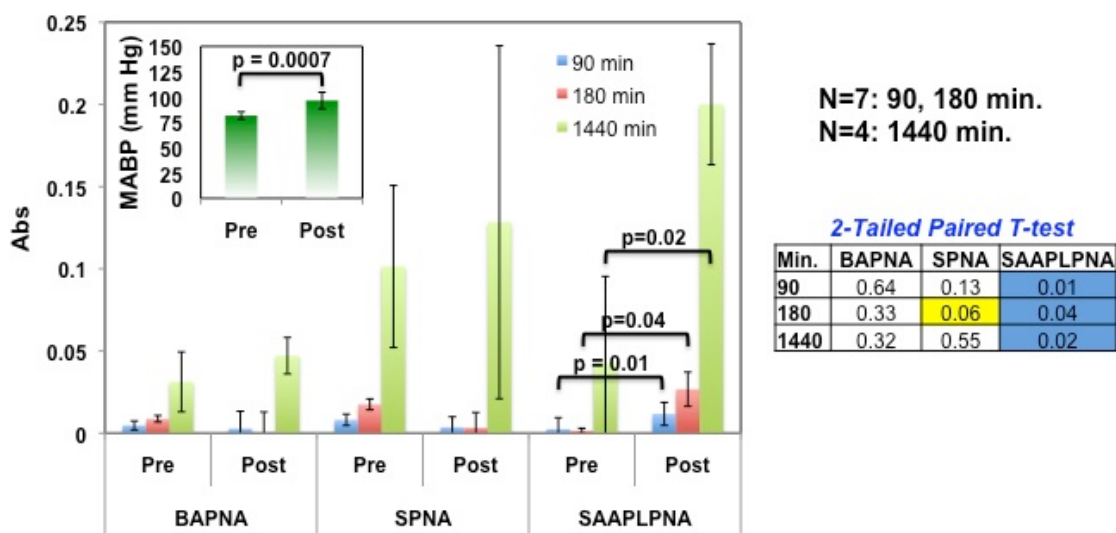 0.25
0.2
0.15
0.1
0.05
0
Abs
MABP (mm Hg)
150
125
100
75
50
25
0
p = 0.0007
Pre Post
90 min
180 min
1440 min
p=0.02
p=0.04
p = 0.01
Pre Post Pre Post Pre Post
BAPNA SPNA SAAPLPNA
N=7: 90, 180 min.
N=4: 1440 min.
2-Tailed Paired T-test
Min. BAPNA SPNA SAAPLPNA
90 0.64 0.13 0.01
180 0.33 0.06 0.04
1440 0.32 0.55 0.02